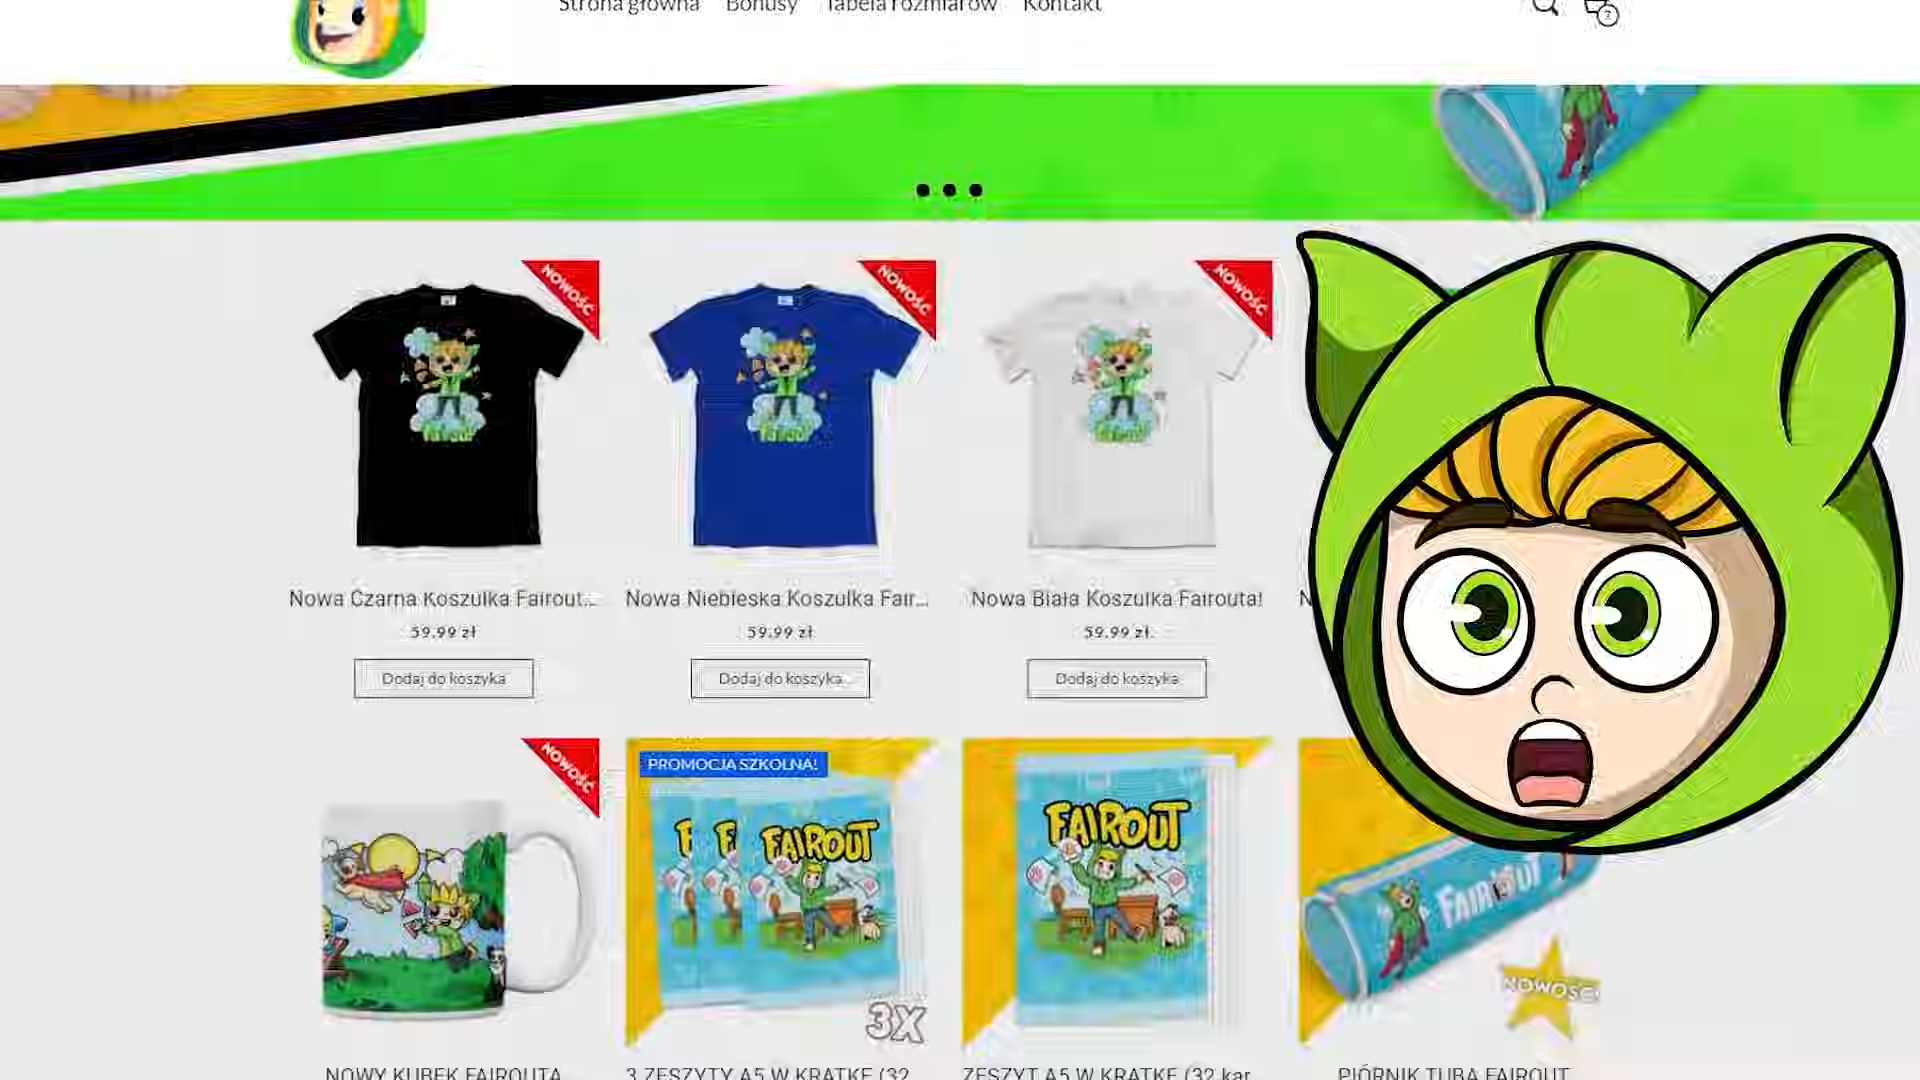 Strona główna Bonusy Tabela rozmiarów Kontakt
2
NOWOŚĆ NOWOŚĆ NOWOŚĆ
Nowa Czarna Koszulka Fairout... Nowa Niebieska Koszulka Fair... Nowa Biała Koszulka Fairouta! N
59.99 zł 59.99 zł 59.99 zł
Dodaj do koszyka Dodaj do koszyka Dodaj do koszyka
NOWOŚĆ
PROMOCJA SZKOLNA!
F F FAIROUT
FAIROUT
FAIROUT
NOWOŚĆ!
3X
NOWY KUBEK FAIROUTA 3 ZESZYTY A5 W KRATKĘ (32 ZESZYT A5 W KRATKĘ (32 kar PIÓRNIK TUBA FAIROUT